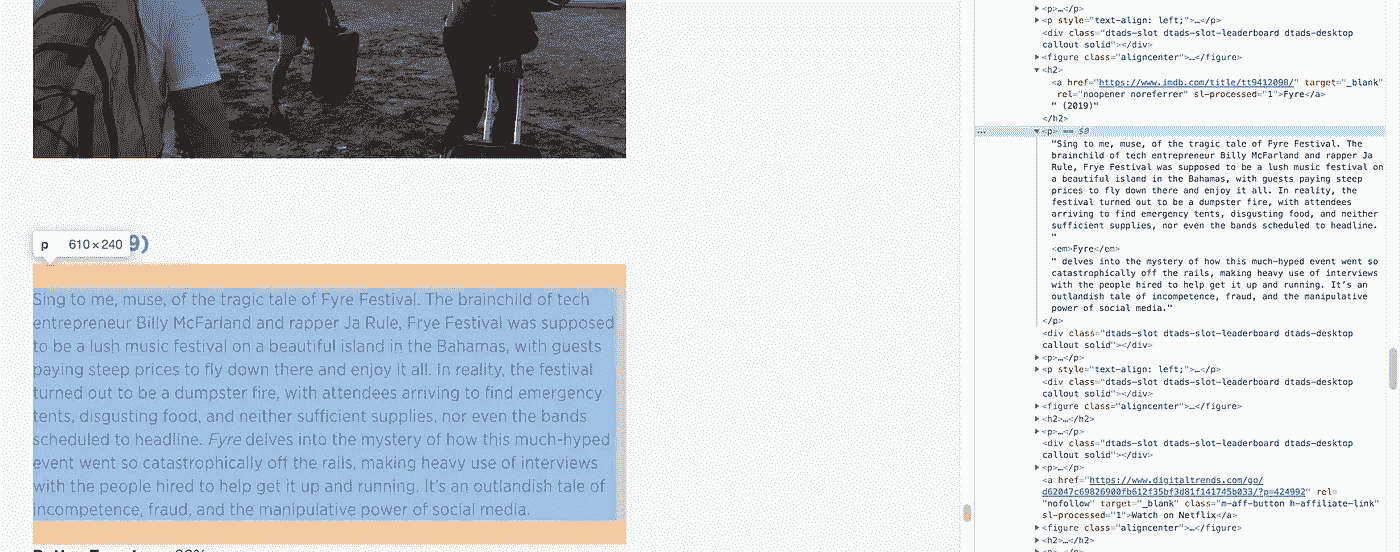 p 610 × 240
9)
Sing to me, muse, of the tragic tale of Fyre Festival. The brainchild of tech
entrepreneur Billy McFarland and rapper Ja Rule, Frye Festival was supposed
to be a lush music festival on a beautiful island in the Bahamas, with guests
paying steep prices to fly down there and enjoy it all. In reality, the festival
turned out to be a dumpster fire, with attendees arriving to find emergency
tents, disgusting food, and neither sufficient supplies, nor even the bands
scheduled to headline. Fyre delves into the mystery of how this much-hyped
event went so catastrophically off the rails, making heavy use of interviews
with the people hired to help get it up and running. It's an outlandish tale of
incompetence, fraud, and the manipulative power of social media.
<p>…</p>
<p style="text-align: left;">…</p>
<div class="dtads-slot dtads-slot-leaderboard dtads-desktop
callout solid"></div>
<figure class="aligncenter">…</figure>
<h2>
<a href="https://www.imdb.com/title/tt9412098/" target="_blank"
rel="noopener noreferrer" sl-processed="1">Fyre</a>
" (2019)"
</h2>
… <p> == $0
"Sing to me, muse, of the tragic tale of Fyre Festival. The
brainchild of tech entrepreneur Billy McFarland and rapper Ja
Rule, Frye Festival was supposed to be a lush music festival on
a beautiful island in the Bahamas, with guests paying steep
prices to fly down there and enjoy it all. In reality, the
festival turned out to be a dumpster fire, with attendees
arriving to find emergency tents, disgusting food, and neither
sufficient supplies, nor even the bands scheduled to headline.
"
<em>Fyre</em>
" delves into the mystery of how this much-hyped event went so
catastrophically off the rails, making heavy use of interviews
with the people hired to help get it up and running. It's an
outlandish tale of incompetence, fraud, and the manipulative
power of social media."
</p>
<div class="dtads-slot dtads-slot-leaderboard dtads-desktop
callout solid"></div>
<p>…</p>
<p style="text-align: left;">…</p>
<div class="dtads-slot dtads-slot-leaderboard dtads-desktop
callout solid"></div>
<figure class="aligncenter">…</figure>
<h2>…</h2>
<p>…</p>
<div class="dtads-slot dtads-slot-leaderboard dtads-desktop
callout solid"></div>
<p>…</p>
<a href="https://www.digitaltrends.com/go/
d62047c69826900fb612f35bf3d81f141745b033/?p=424992" rel=
"nofollow" target="_blank" class="m-aff-button h-affiliate-link"
sl-processed="1">Watch on Netflix</a>
<figure class="aligncenter">…</figure>
<h2>…</h2>